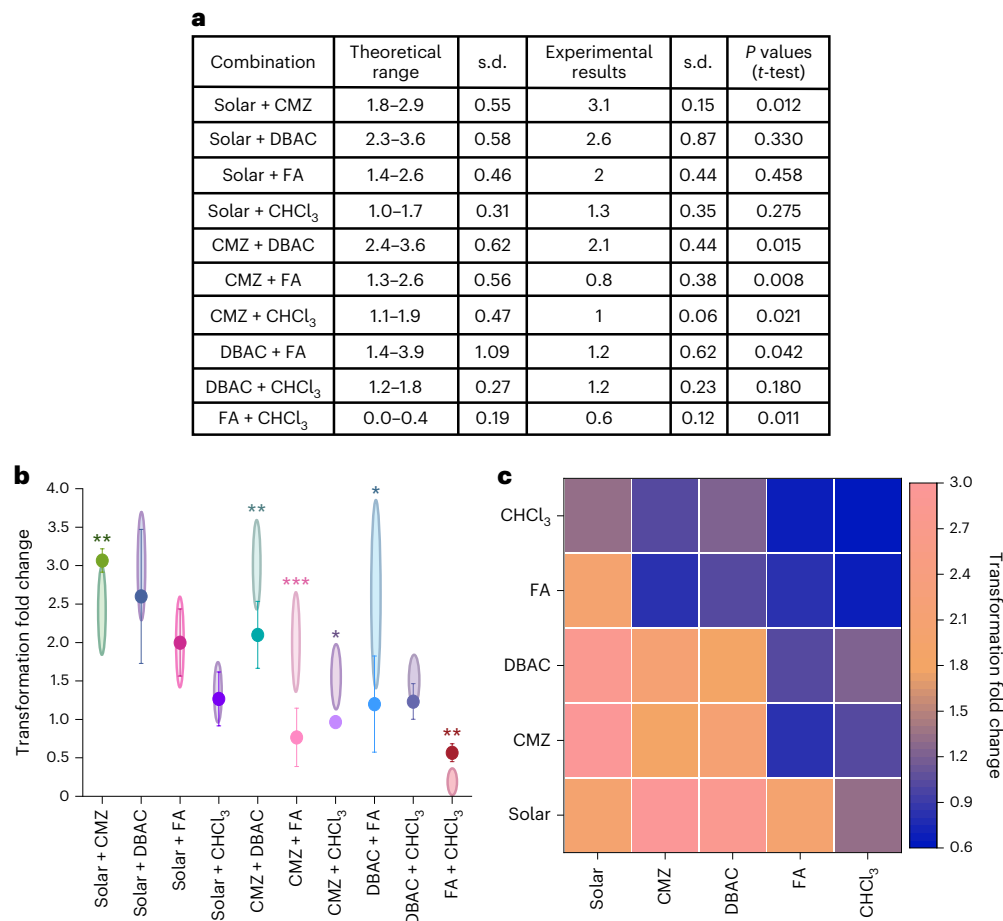 a
Combination Theoretical range s.d. Experimental results s.d. P values (t-test)
Solar + CMZ 1.8–2.9 0.55 3.1 0.15 0.012
Solar + DBAC 2.3–3.6 0.58 2.6 0.87 0.330
Solar + FA 1.4–2.6 0.46 2 0.44 0.458
Solar + CHCl₃ 1.0–1.7 0.31 1.3 0.35 0.275
CMZ + DBAC 2.4–3.6 0.62 2.1 0.44 0.015
CMZ + FA 1.3–2.6 0.56 0.8 0.38 0.008
CMZ + CHCl₃ 1.1–1.9 0.47 1 0.06 0.021
DBAC + FA 1.4–3.9 1.09 1.2 0.62 0.042
DBAC + CHCl₃ 1.2–1.8 0.27 1.2 0.23 0.180
FA + CHCl₃ 0.0–0.4 0.19 0.6 0.12 0.011
b
Transformation fold change
4.0
3.5
3.0
2.5
2.0
1.5
1.0
0.5
0
**
**
***
*
*
**
Solar + CMZ
Solar + DBAC
Solar + FA
Solar + CHCl₃
CMZ + DBAC
CMZ + FA
CMZ + CHCl₃
DBAC + FA
DBAC + CHCl₃
FA + CHCl₃
c
CHCl₃
FA
DBAC
CMZ
Solar
Solar
CMZ
DBAC
FA
CHCl₃
3.0
2.7
2.4
2.1
1.8
1.5
1.2
0.9
0.6
Transformation fold change